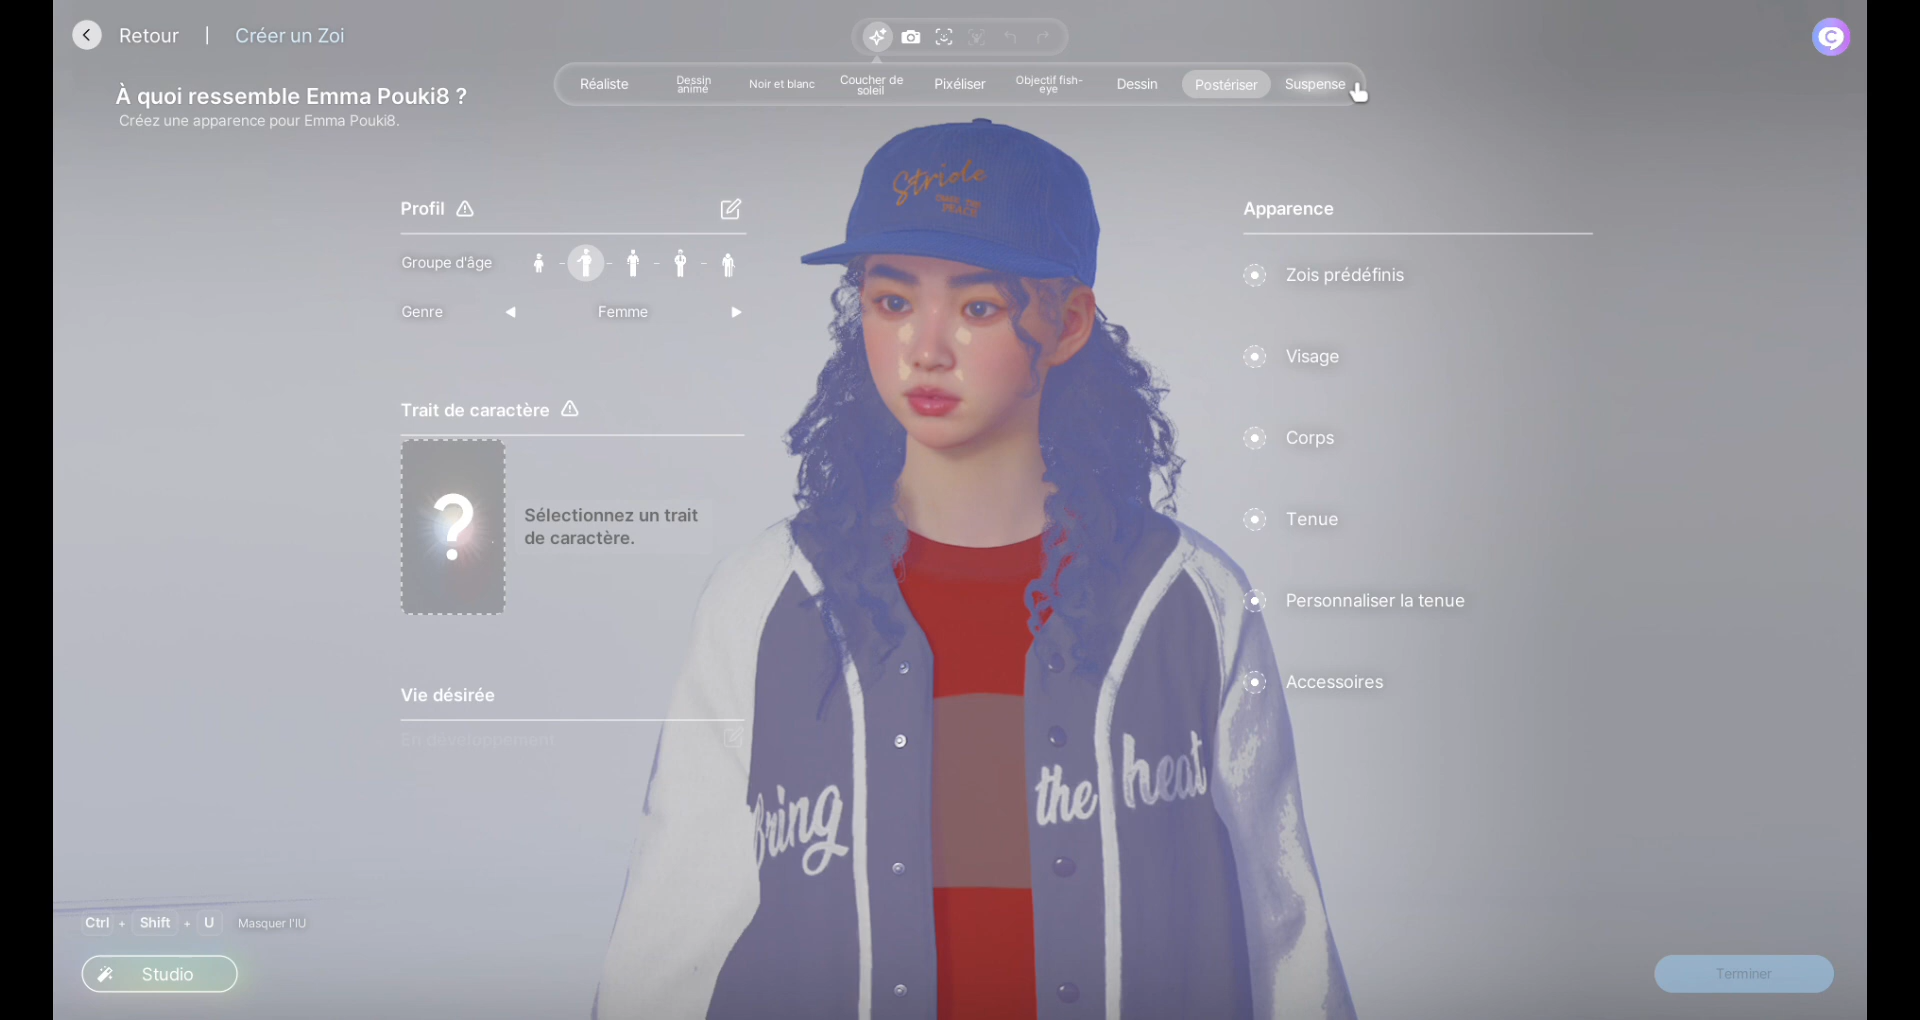 Retour | Créer un Zoi
À quoi ressemble Emma Pouki8 ?
Créez une apparence pour Emma Pouki8.
Réaliste
Dessin
animé
Noir et blanc
Coucher de
soleil
Pixéliser
Objectif fish-
eye
Dessin
Postériser
Suspense
Profil
Groupe d'âge
Genre
Femme
Trait de caractère
?
Sélectionnez un trait
de caractère.
Vie désirée
En développement
Stride
PEACH
Bring
the heat
Apparence
Zois prédéfinis
Visage
Corps
Tenue
Personnaliser la tenue
Accessoires
Ctrl + Shift + U Masquer l'IU
Studio
Terminer